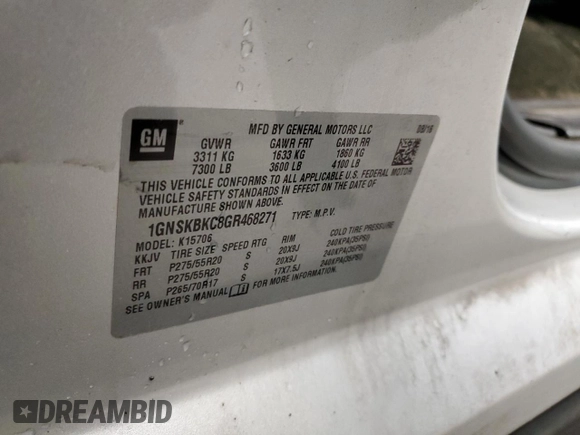 GM
MFD BY GENERAL MOTORS LLC
GVWR GAWR FRT GAWR RR
3311 KG 1633 KG 1860 KG
7300 LB 3600 LB 4100 LB
THIS VEHICLE CONFORMS TO ALL APPLICABLE U.S. FEDERAL MOTOR
VEHICLE SAFETY STANDARDS IN EFFECT ON THE DATE OF
MANUFACTURE SHOWN ABOVE.
1GNSKBKC8GR468271 TYPE: M.P.V.
MODEL: K15706
KKJV TIRE SIZE SPEED RTG RIM
FRT P275/55R20 S 20X9J 240KPA(35PSI)
RR P275/55R20 S 20X9J 240KPA(35PSI)
SPA P265/70R17 S 17X7.5J 240KPA(35PSI)
SEE OWNER'S MANUAL FOR MORE INFORMATION.
DREAMBID